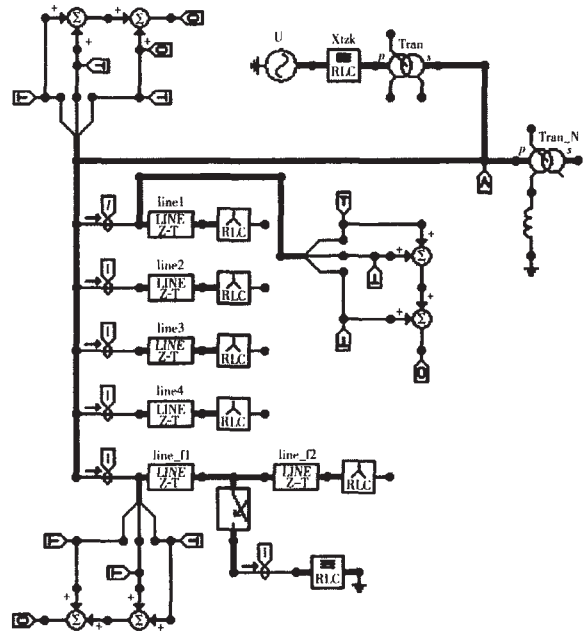 U
Xtzk
RLC
Tran
p
s
Tran_N
p
s
Σ
Σ
line1
I
LINE
Z-T
RLC
line2
I
LINE
Z-T
RLC
line3
I
LINE
Z-T
RLC
line4
I
LINE
Z-T
RLC
line_f1
I
LINE
Z-T
line_f2
LINE
Z-T
RLC
Σ
Σ
I
RLC
Σ
Σ